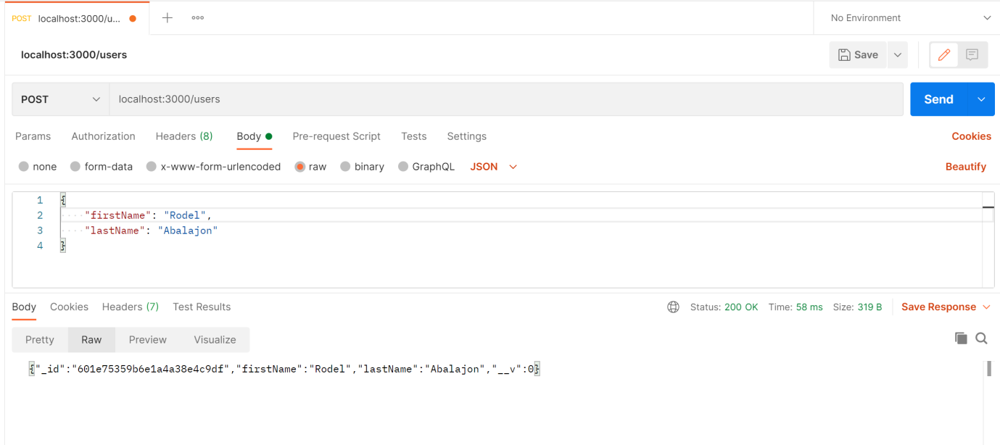 POST localhost:3000/u... No Environment
localhost:3000/users Save
POST localhost:3000/users Send
Params Authorization Headers (8) Body Pre-request Script Tests Settings Cookies
none form-data x-www-form-urlencoded raw binary GraphQL JSON Beautify
1 {
2 ····"firstName": "Rodel",
3 ····"lastName": "Abalajon"
4 }
Body Cookies Headers (7) Test Results Status: 200 OK Time: 58 ms Size: 319 B Save Response
Pretty Raw Preview Visualize
{"_id":"601e75359b6e1a4a38e4c9df","firstName":"Rodel","lastName":"Abalajon","__v":0}